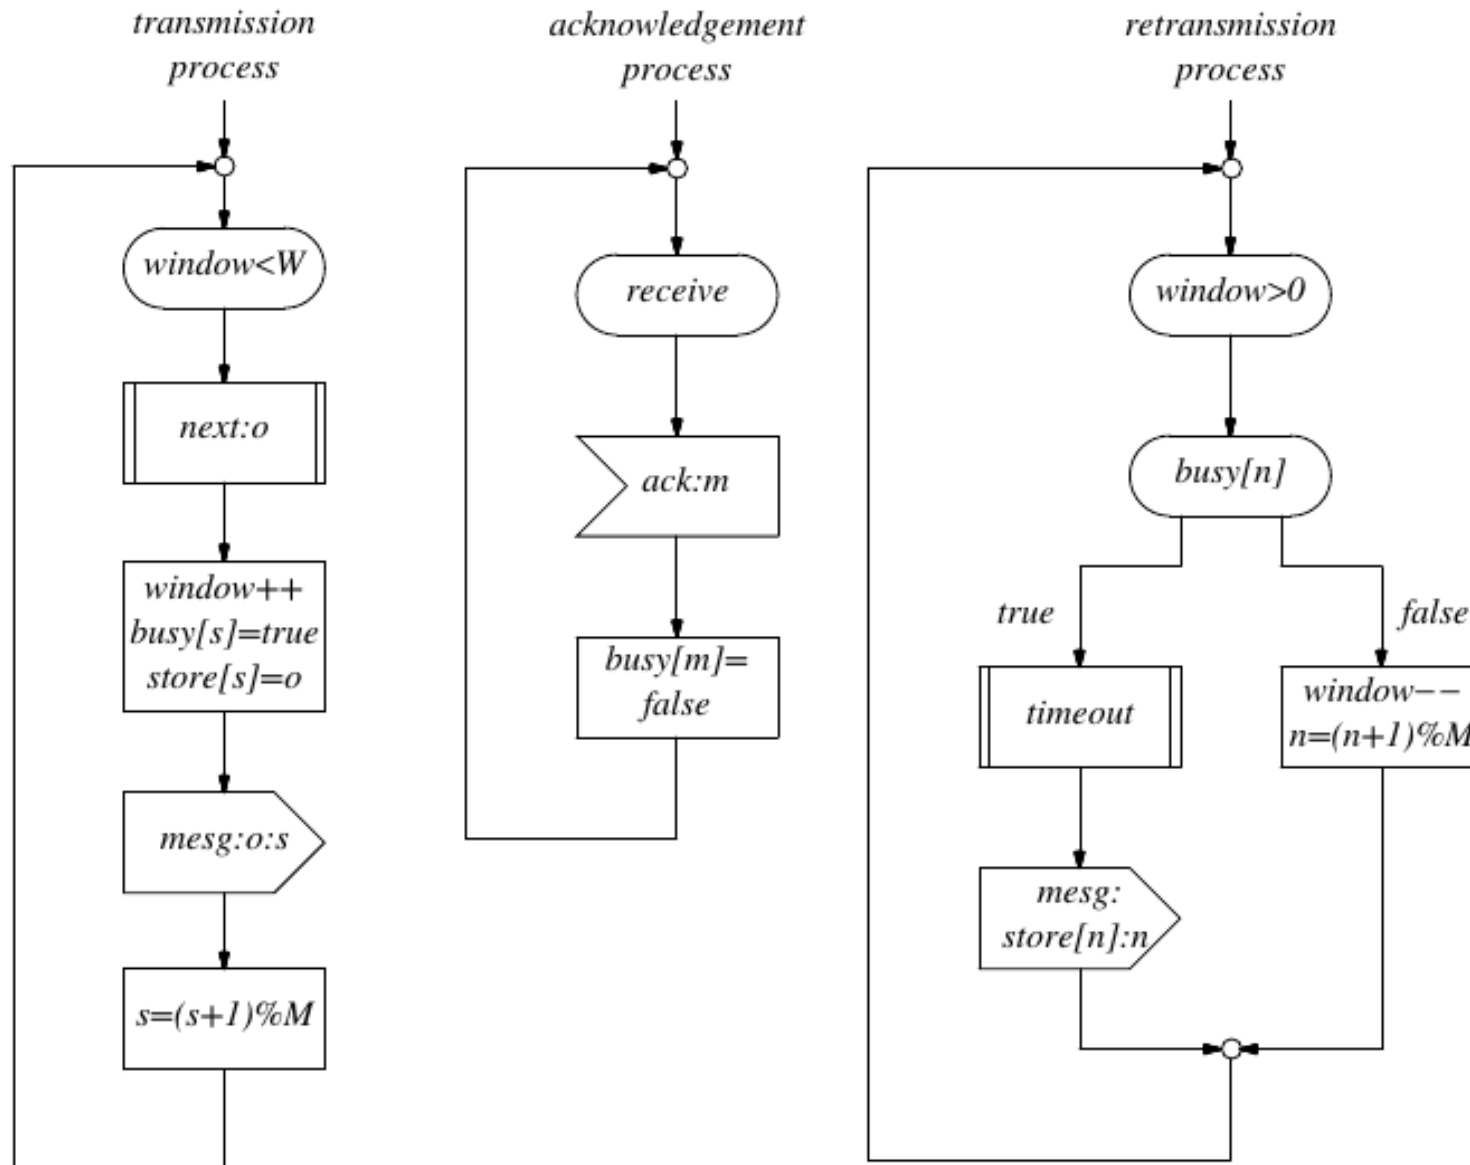 transmission
process
window<W
next:o
window++
busy[s]=true
store[s]=o
mesg:o:s
s=(s+1)%M
acknowledgement
process
receive
ack:m
busy[m]=
false
retransmission
process
window>0
busy[n]
true
false
timeout
window--
n=(n+1)%M
mesg:
store[n]:n